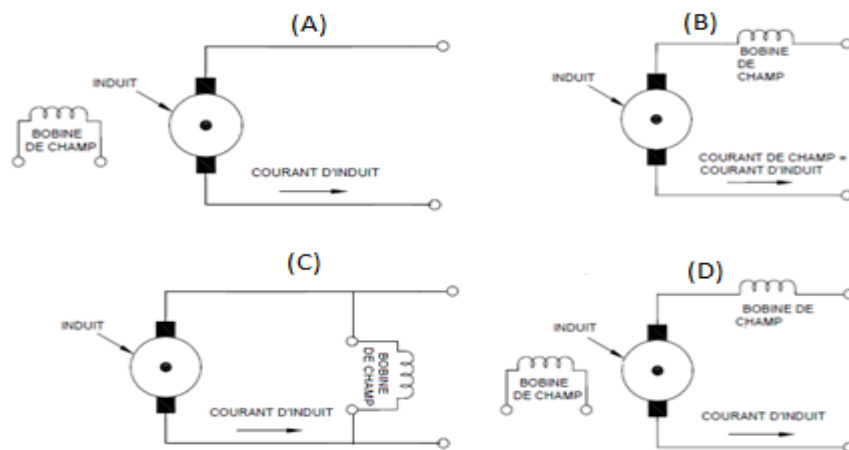 (A)
INDUIT
BOBINE
DE CHAMP
COURANT D'INDUIT
(B)
BOBINE
DE
CHAMP
INDUIT
COURANT DE CHAMP =
COURANT D'INDUIT
(C)
INDUIT
BOBINE
DE CHAMP
COURANT D'INDUIT
(D)
BOBINE DE
CHAMP
INDUIT
BOBINE
DE CHAMP
COURANT D'INDUIT